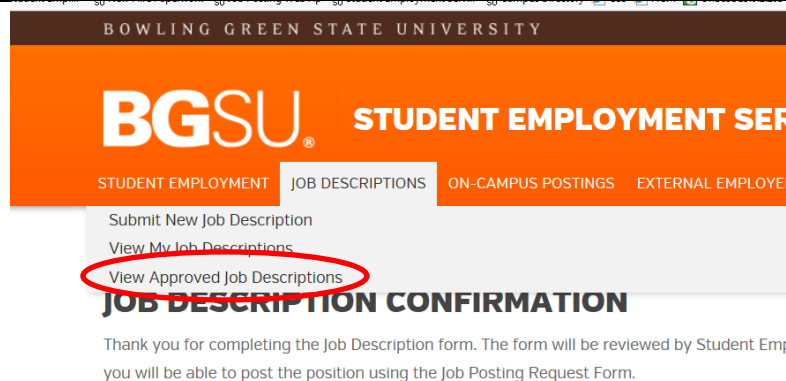 BOWLING GREEN STATE UNIVERSITY
BGSU® STUDENT EMPLOYMENT SER
STUDENT EMPLOYMENT JOB DESCRIPTIONS ON-CAMPUS POSTINGS EXTERNAL EMPLOYE
Submit New Job Description
View My Job Descriptions
View Approved Job Descriptions
JOB DESCRIPTION CONFIRMATION
Thank you for completing the Job Description form. The form will be reviewed by Student Emp
you will be able to post the position using the Job Posting Request Form.